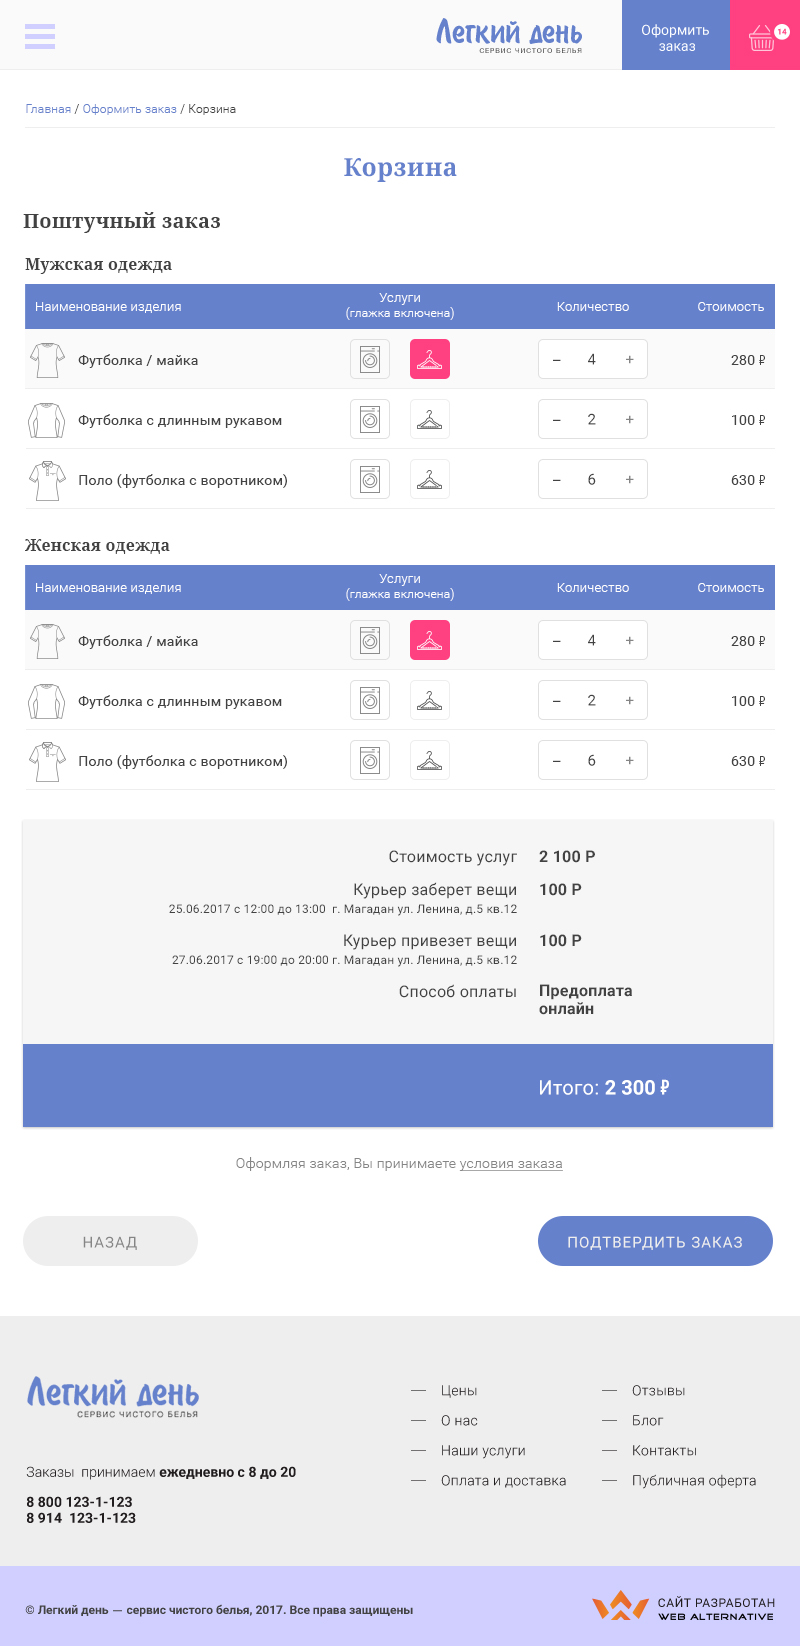 Легкий день
СЕРВИС ЧИСТОГО БЕЛЬЯ
Оформить
заказ
14
Главная / Оформить заказ / Корзина
Корзина
Поштучный заказ
Мужская одежда
Наименование изделия
Услуги
(глажка включена)
Количество
Стоимость
Футболка / майка – 4 + 280 ₽
Футболка с длинным рукавом – 2 + 100 ₽
Поло (футболка с воротником) – 6 + 630 ₽
Женская одежда
Наименование изделия
Услуги
(глажка включена)
Количество
Стоимость
Футболка / майка – 4 + 280 ₽
Футболка с длинным рукавом – 2 + 100 ₽
Поло (футболка с воротником) – 6 + 630 ₽
Стоимость услуг 2 100 Р
Курьер заберет вещи 100 Р
25.06.2017 с 12:00 до 13:00 г. Магадан ул. Ленина, д.5 кв.12
Курьер привезет вещи 100 Р
27.06.2017 с 19:00 до 20:00 г. Магадан ул. Ленина, д.5 кв.12
Способ оплаты Предоплата
онлайн
Итого: 2 300 ₽
Оформляя заказ, Вы принимаете условия заказа
НАЗАД
ПОДТВЕРДИТЬ ЗАКАЗ
Легкий день
СЕРВИС ЧИСТОГО БЕЛЬЯ
Заказы принимаем ежедневно с 8 до 20
8 800 123-1-123
8 914 123-1-123
— Цены
— О нас
— Наши услуги
— Оплата и доставка
— Отзывы
— Блог
— Контакты
— Публичная оферта
© Легкий день — сервис чистого белья, 2017. Все права защищены
САЙТ РАЗРАБОТАН
WEB ALTERNATIVE